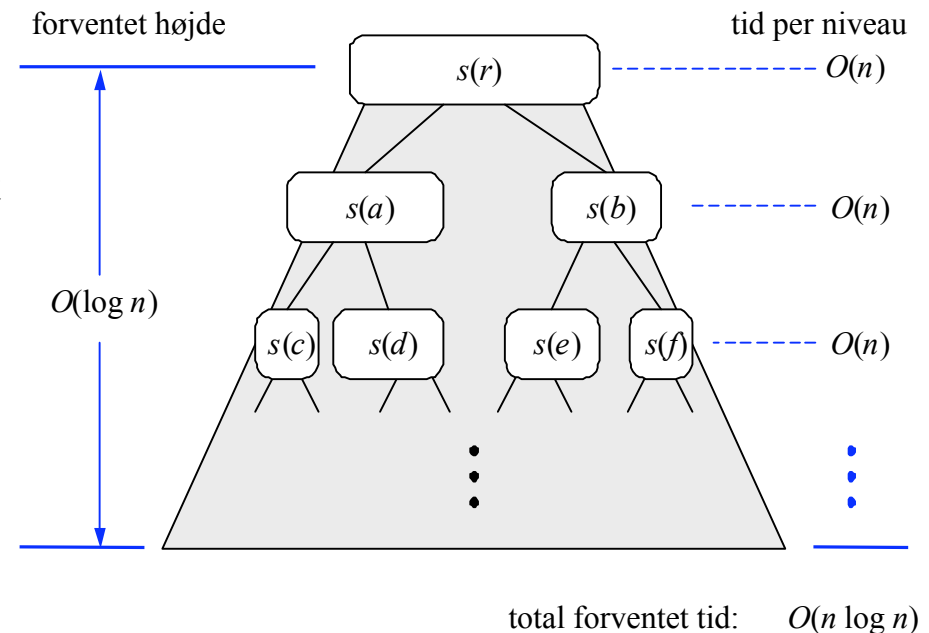 forventet højde
tid per niveau
s(r)
O(n)
s(a)
s(b)
O(n)
O(log n)
s(c)
s(d)
s(e)
s(f)
O(n)
total forventet tid: O(n log n)